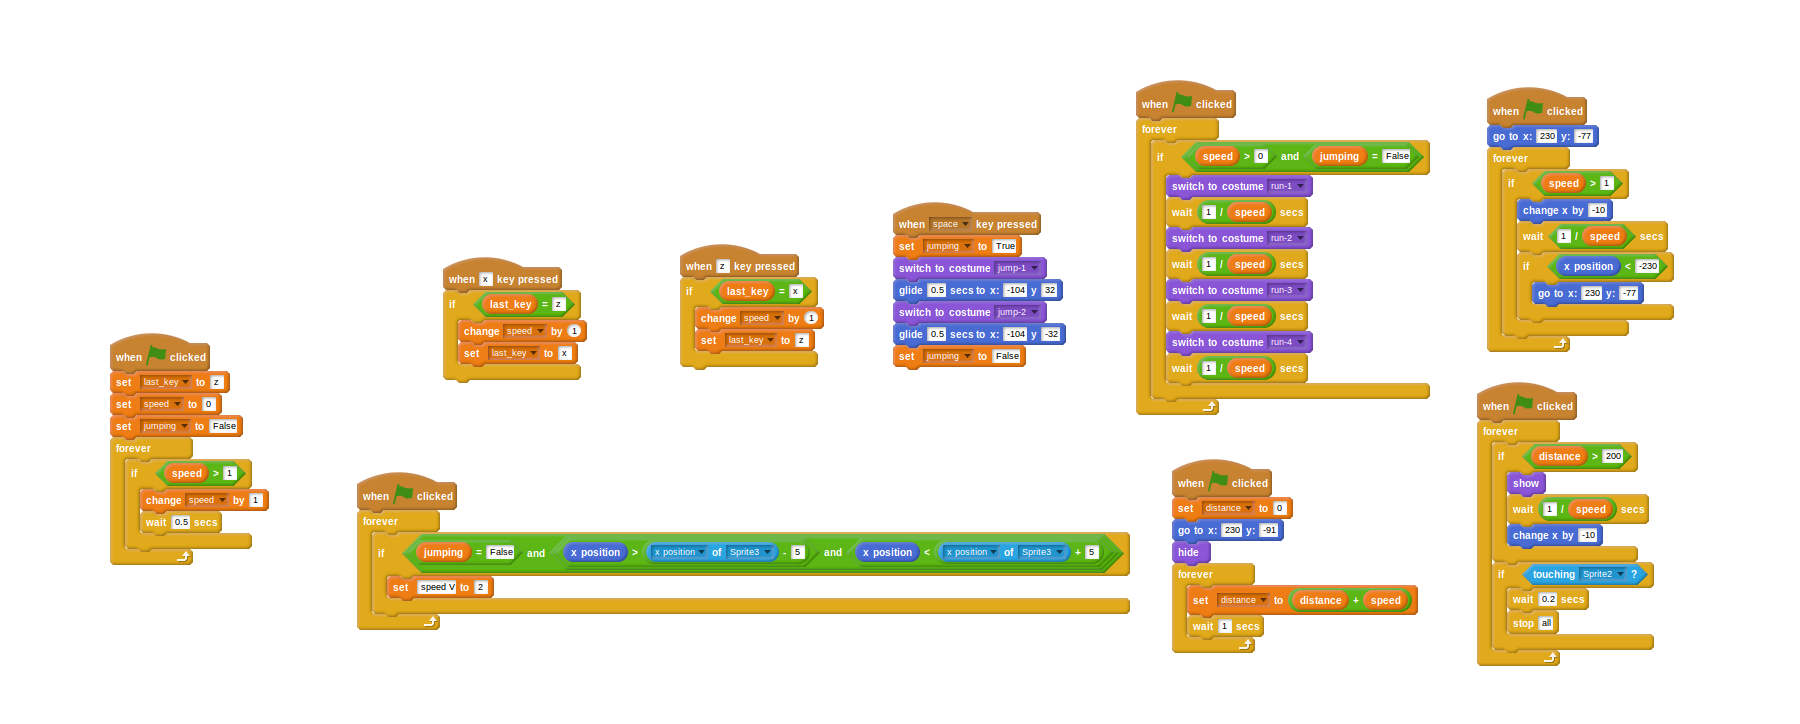 when clicked
set last_key to z
set speed to 0
set jumping to False
forever
if speed > 1
change speed by 1
wait 0.5 secs
when x key pressed
if last_key = z
change speed by 1
set last_key to x
when z key pressed
if last_key = x
change speed by 1
set last_key to z
when space key pressed
set jumping to True
switch to costume jump-1
glide 0.5 secs to x: -104 y 32
switch to costume jump-2
glide 0.5 secs to x: -104 y -32
set jumping to False
when clicked
forever
if jumping = False and x position > x position of Sprite3 - 5 and x position < x position of Sprite3 + 5
set speed V to 2
when clicked
forever
if speed > 0 and jumping = False
switch to costume run-1
wait 1 / speed secs
switch to costume run-2
wait 1 / speed secs
switch to costume run-3
wait 1 / speed secs
switch to costume run-4
wait 1 / speed secs
when clicked
set distance to 0
go to x: 230 y: -91
hide
forever
set distance to distance + speed
wait 1 secs
when clicked
go to x: 230 y: -77
forever
if speed > 1
change x by -10
wait 1 / speed secs
if x position < -230
go to x: 230 y: -77
when clicked
forever
if distance > 200
show
wait 1 / speed secs
change x by -10
if touching Sprite2 ?
wait 0.2 secs
stop all